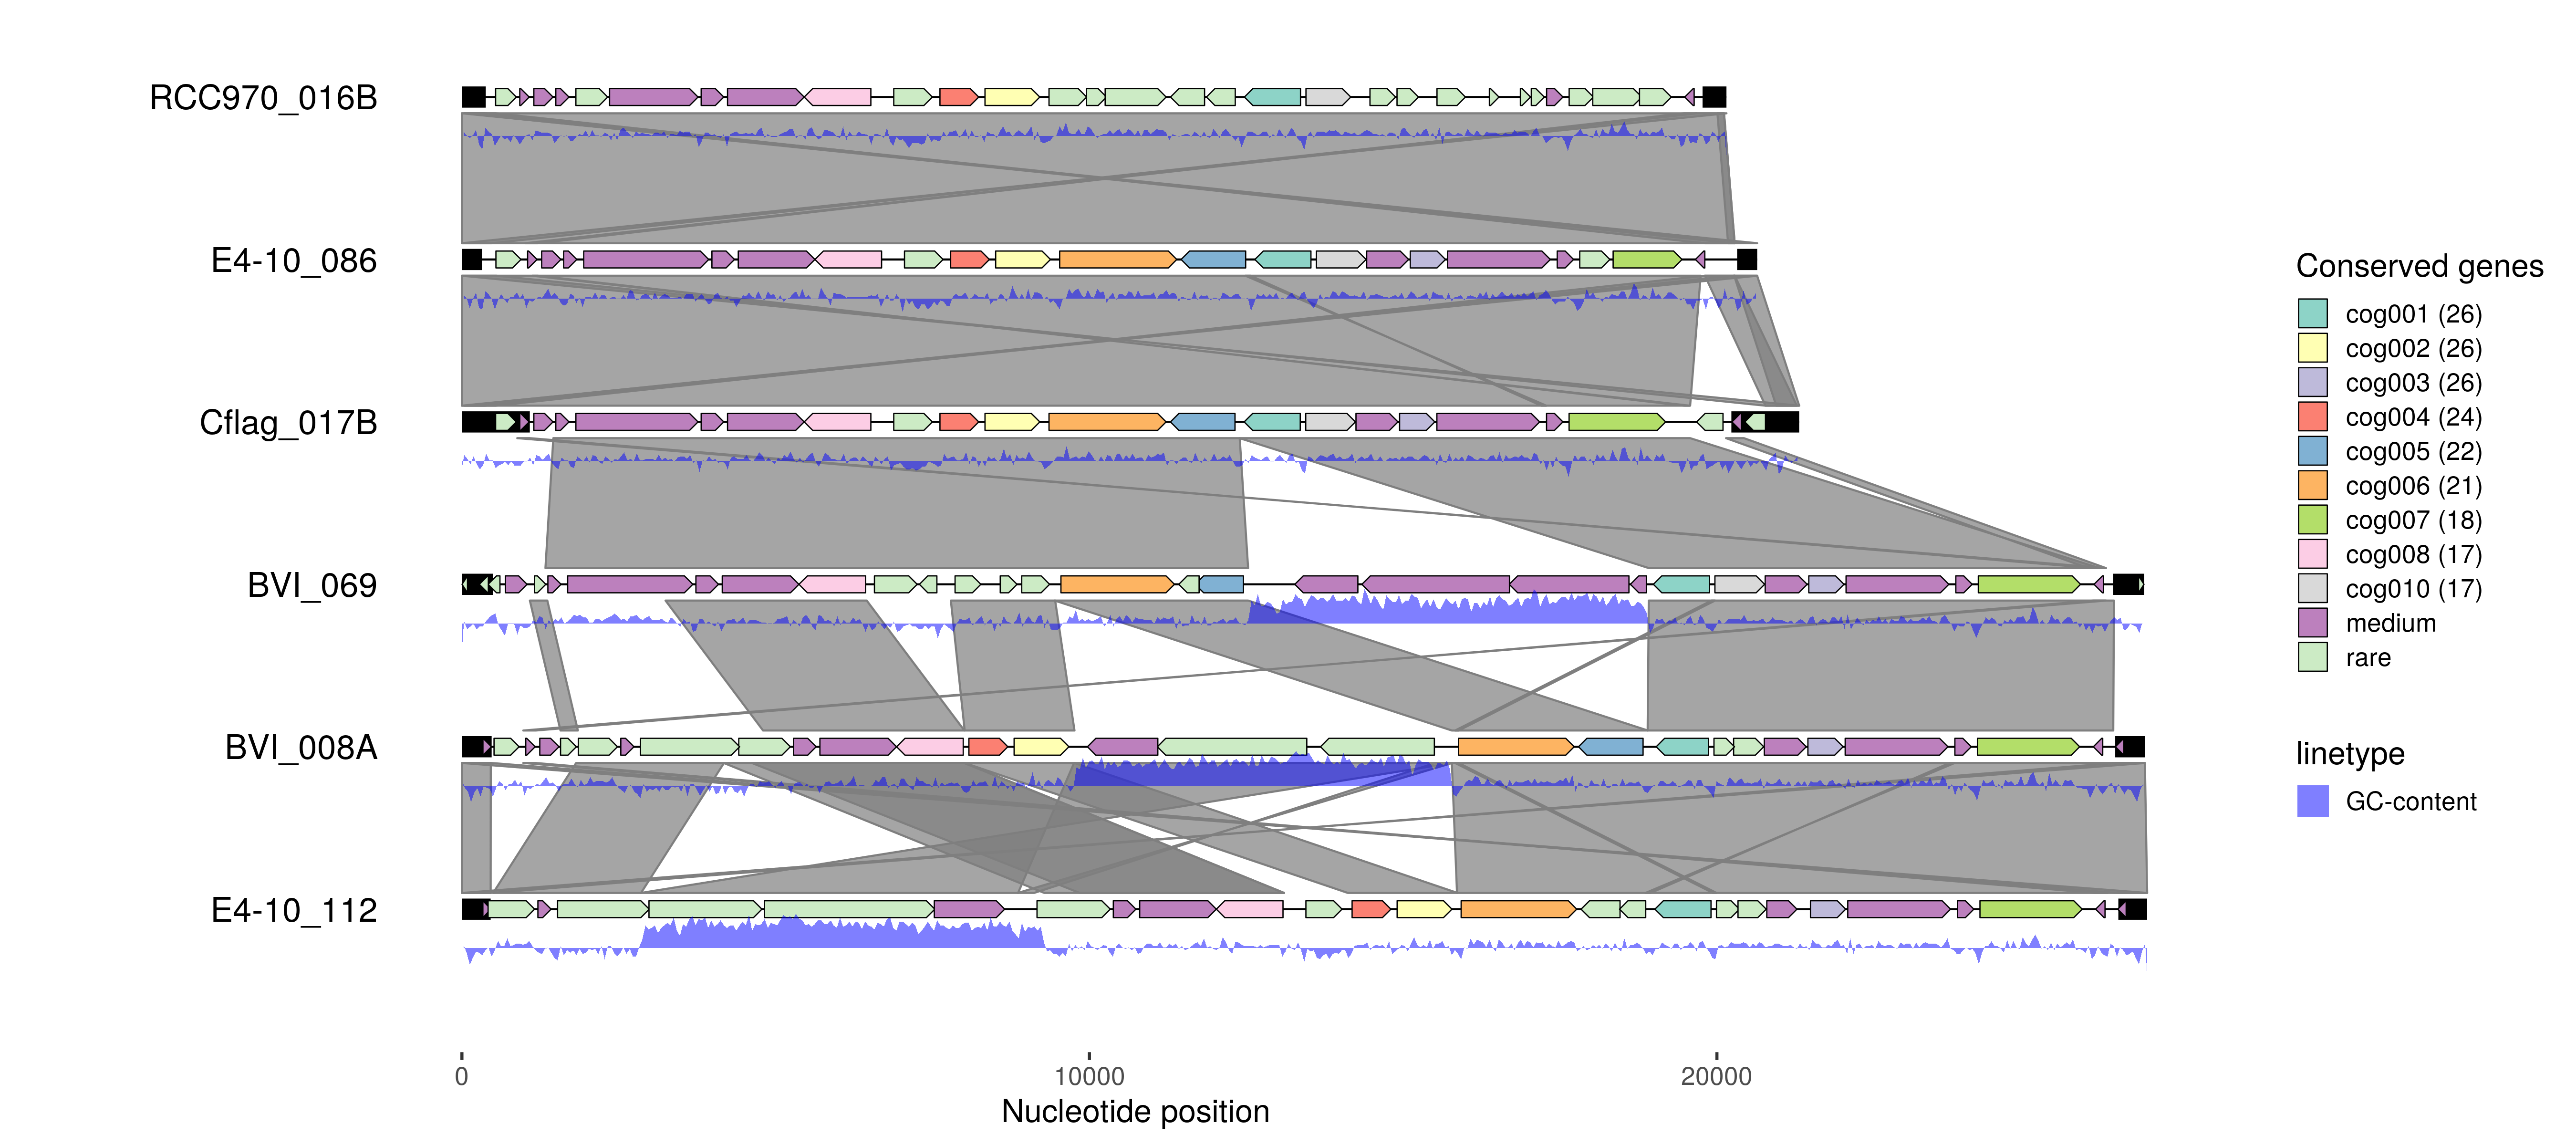 RCC970_016B
E4-10_086
Cflag_017B
BVI_069
BVI_008A
E4-10_112
0
10000
20000
Nucleotide position
Conserved genes
cog001 (26)
cog002 (26)
cog003 (26)
cog004 (24)
cog005 (22)
cog006 (21)
cog007 (18)
cog008 (17)
cog010 (17)
medium
rare
linetype
GC-content